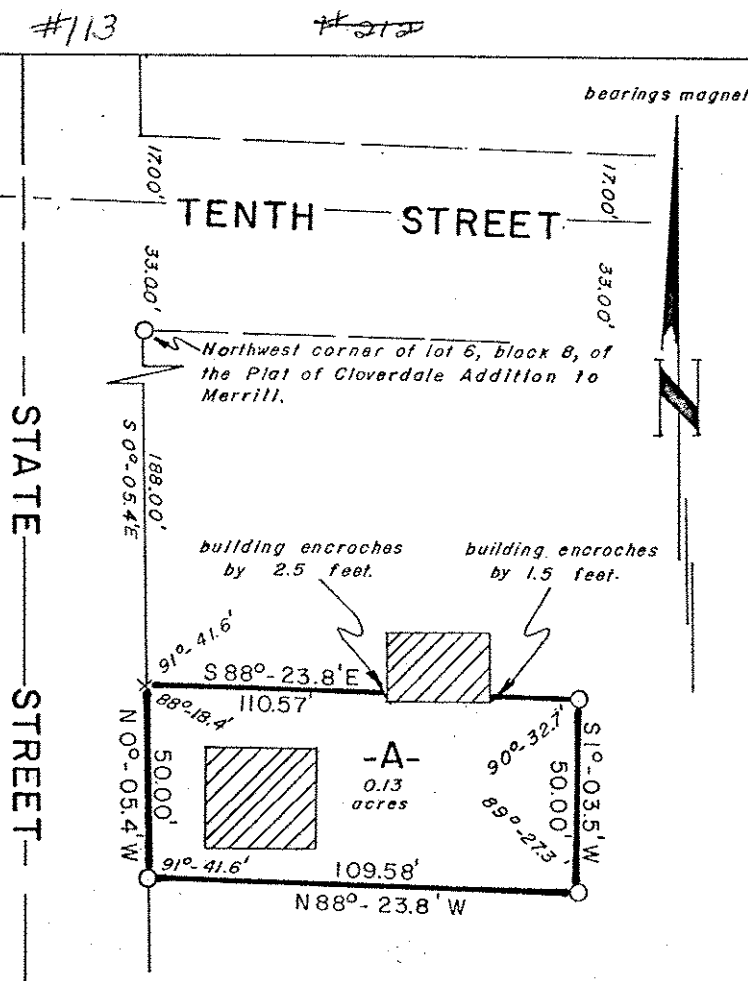 #113
#212
bearings magnet
17.00'
17.00'
TENTH STREET
33.00'
33.00'
Northwest corner of lot 6, block 8, of
the Plat of Cloverdale Addition to
Merrill.
N
STATE
STREET
188.00'
S 0°-05.4'E
building encroches
by 2.5 feet.
building encroches
by 1.5 feet.
91°-41.6'
S 88°-23.8'E
110.57'
88°-18.4'
-A-
0.13
acres
90°-32.7'
S 1°-03.5' W
50.00'
89°-27.3'
N 0°-05.4' W
50.00'
91°-41.6'
109.58'
N 88°-23.8' W